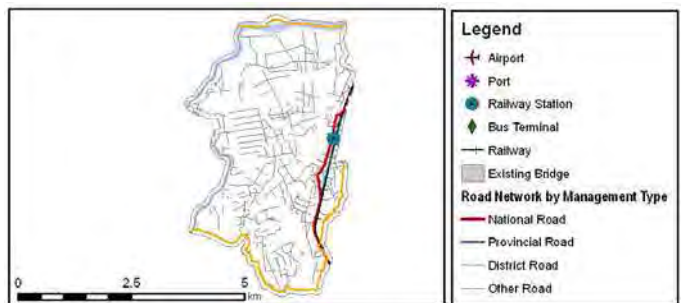 0
2.5
5
km
Legend
Airport
Port
Railway Station
Bus Terminal
Railway
Existing Bridge
Road Network by Management Type
National Road
Provincial Road
District Road
Other Road